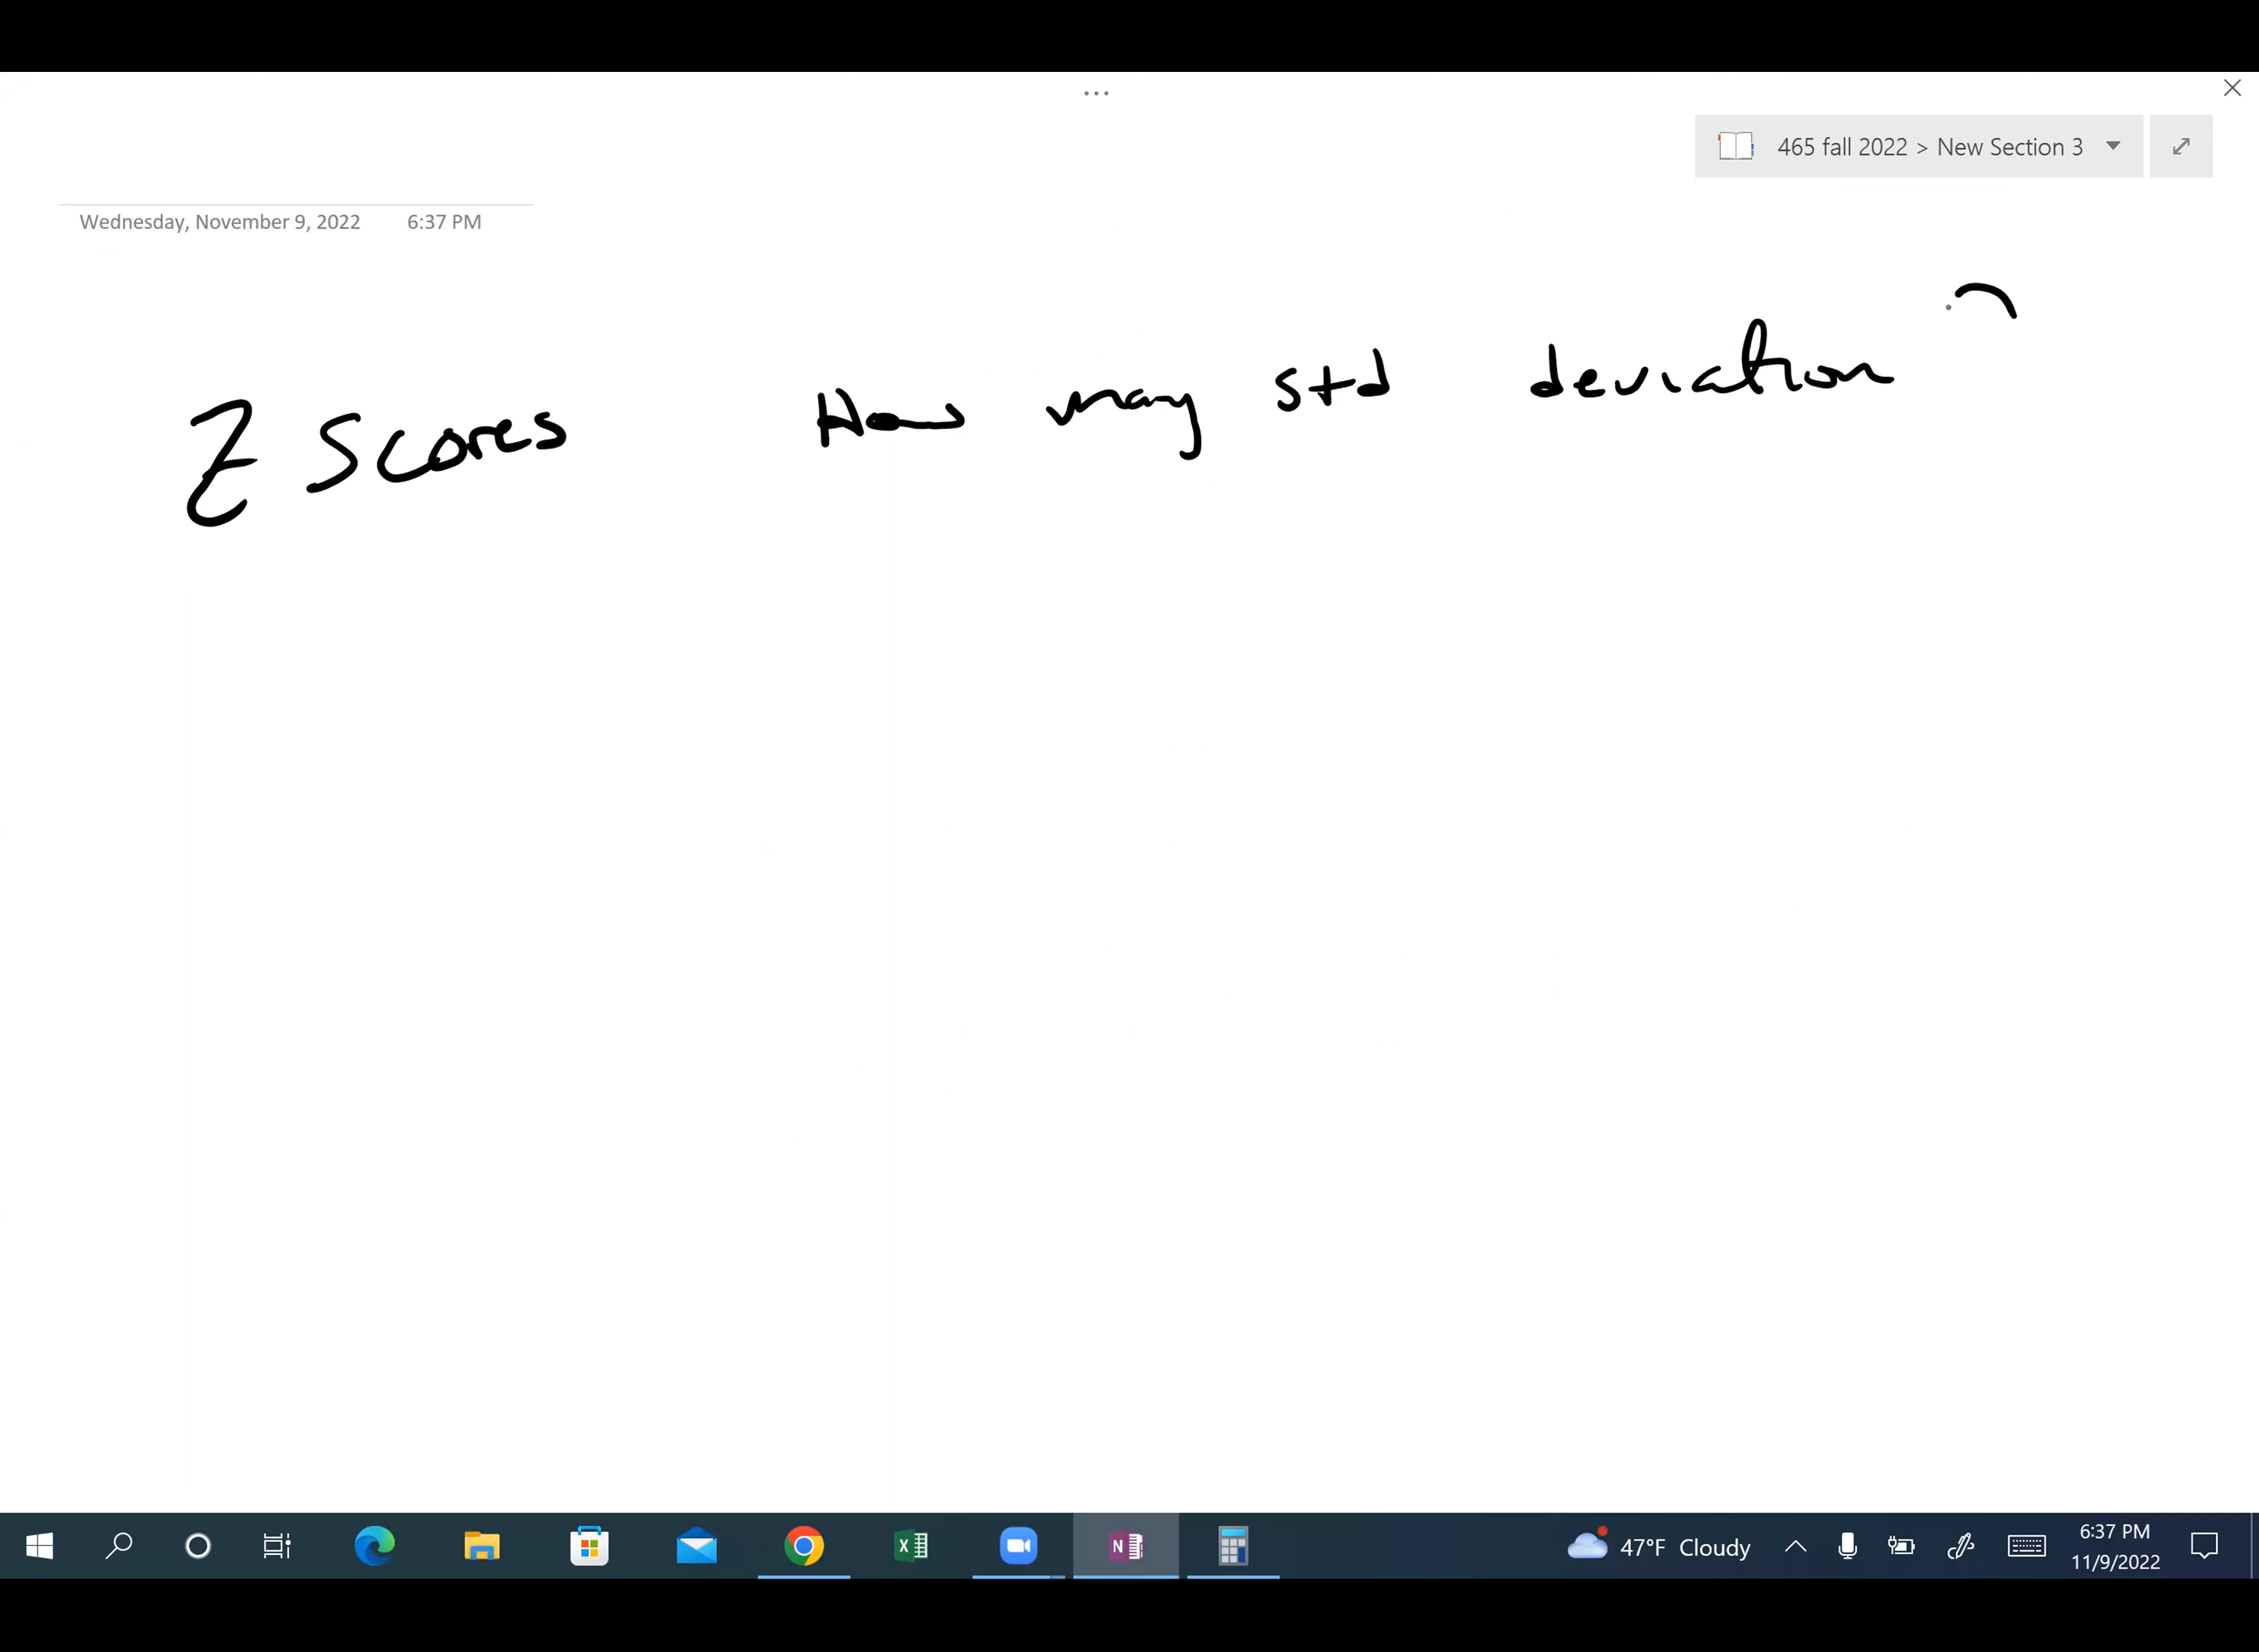 465 fall 2022 > New Section 3
Wednesday, November 9, 2022 6:37 PM
Z Scores How many std deviation
47°F Cloudy
6:37 PM
11/9/2022